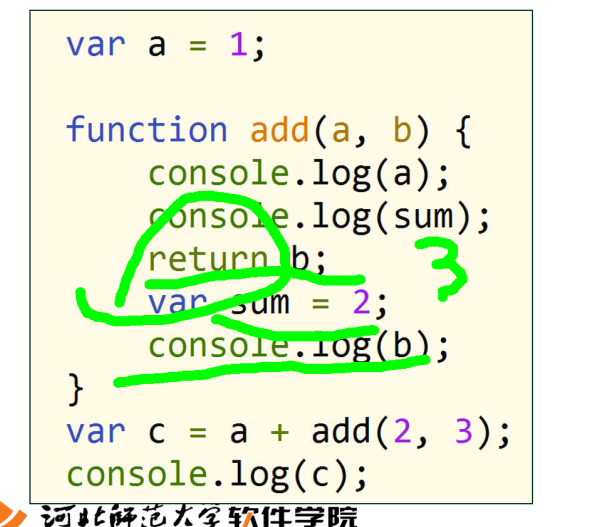 var a = 1;
function add(a, b) {
console.log(a);
console.log(sum);
return b;
3
var sum = 2;
console.log(b);
}
var c = a + add(2, 3);
console.log(c);
河北师范大学软件学院